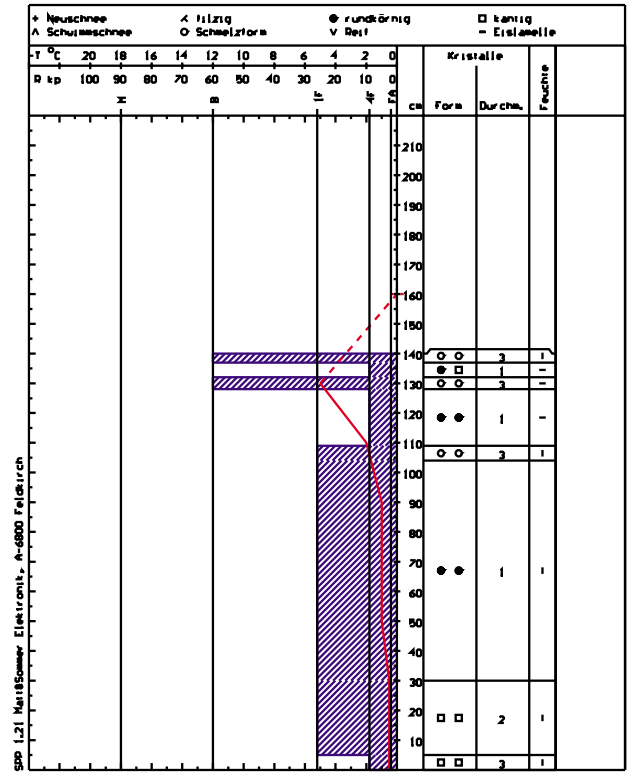 + Neuschnee ⁄ filzig ● rundkörnig □ kantig
Λ Schwimmschnee O Schmelzform V Reif − Eislamelle
-T °C 20 18 16 14 12 10 8 6 4 2 0 Kristalle
R kp 100 90 80 70 60 50 40 30 20 10 0
M B 1F 4F FA cm Form Durchm. Feuchte
210
200
190
180
170
160
150
140 3 I
1 −
130 3 −
120 1 −
110
3 I
100
90
80
70 1 I
60
50
40
30
20 2 I
10
3 I
SPP 1.21 Matt&Sommer Elektronik, A-6800 Feldkirch